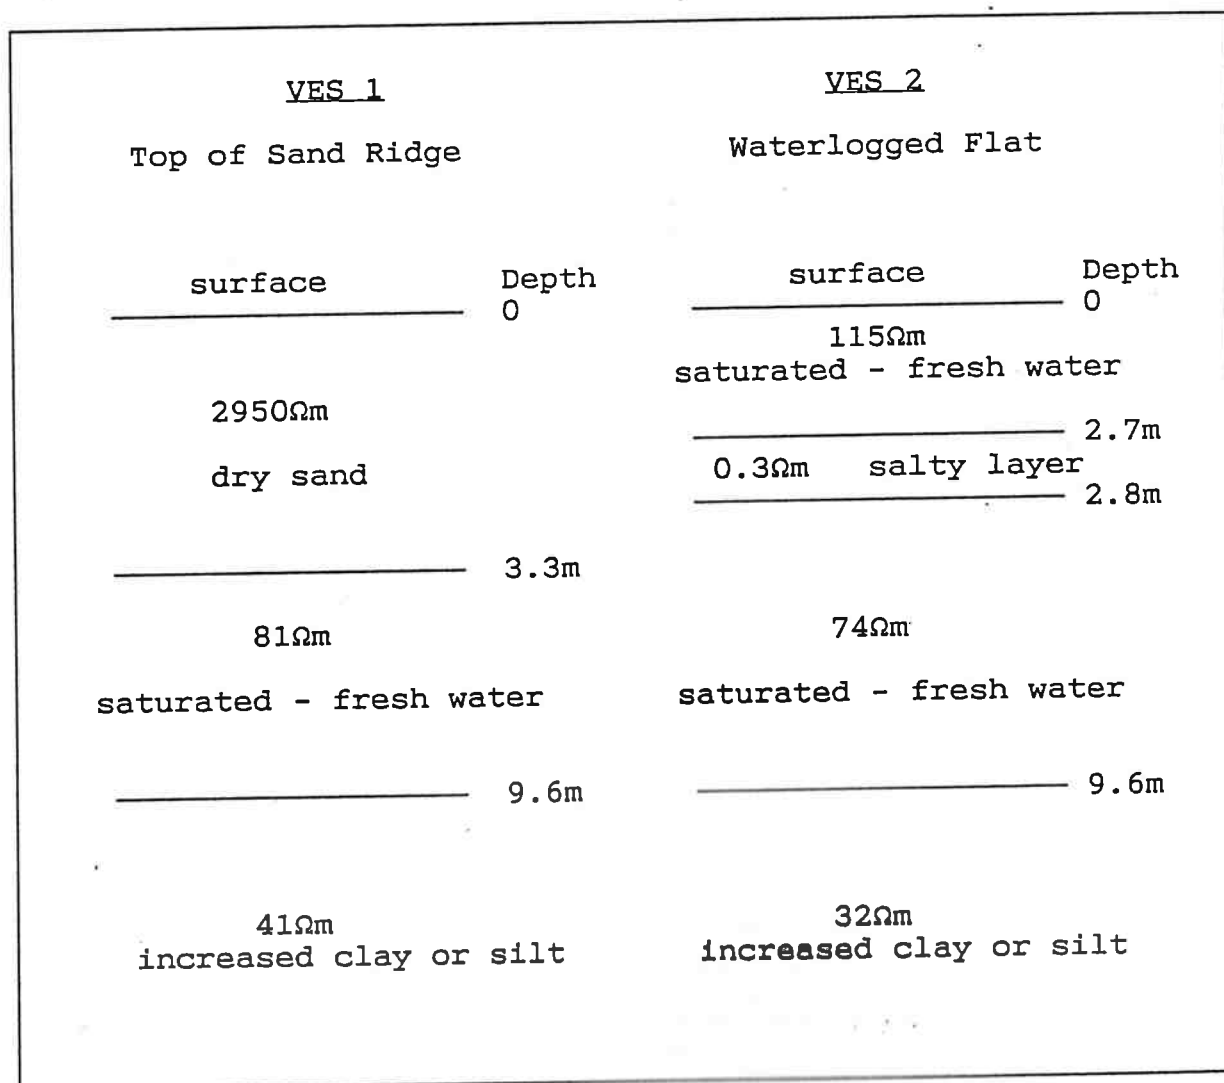 VES 1
Top of Sand Ridge
surface Depth
0
2950Ωm
dry sand
3.3m
81Ωm
saturated - fresh water
9.6m
41Ωm
increased clay or silt
VES 2
Waterlogged Flat
surface Depth
0
115Ωm
saturated - fresh water
2.7m
0.3Ωm salty layer
2.8m
74Ωm
saturated - fresh water
9.6m
32Ωm
increased clay or silt